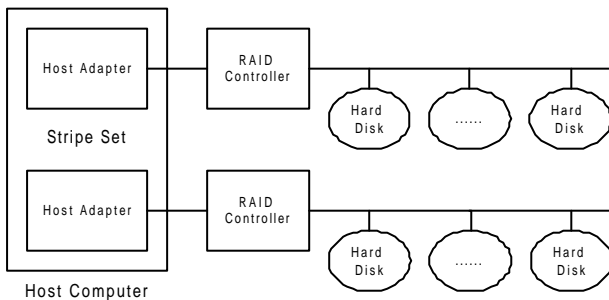 Host Adapter
RAID
Controller
Hard
Disk
......
Hard
Disk
Stripe Set
Host Adapter
RAID
Controller
Hard
Disk
......
Hard
Disk
Host Computer